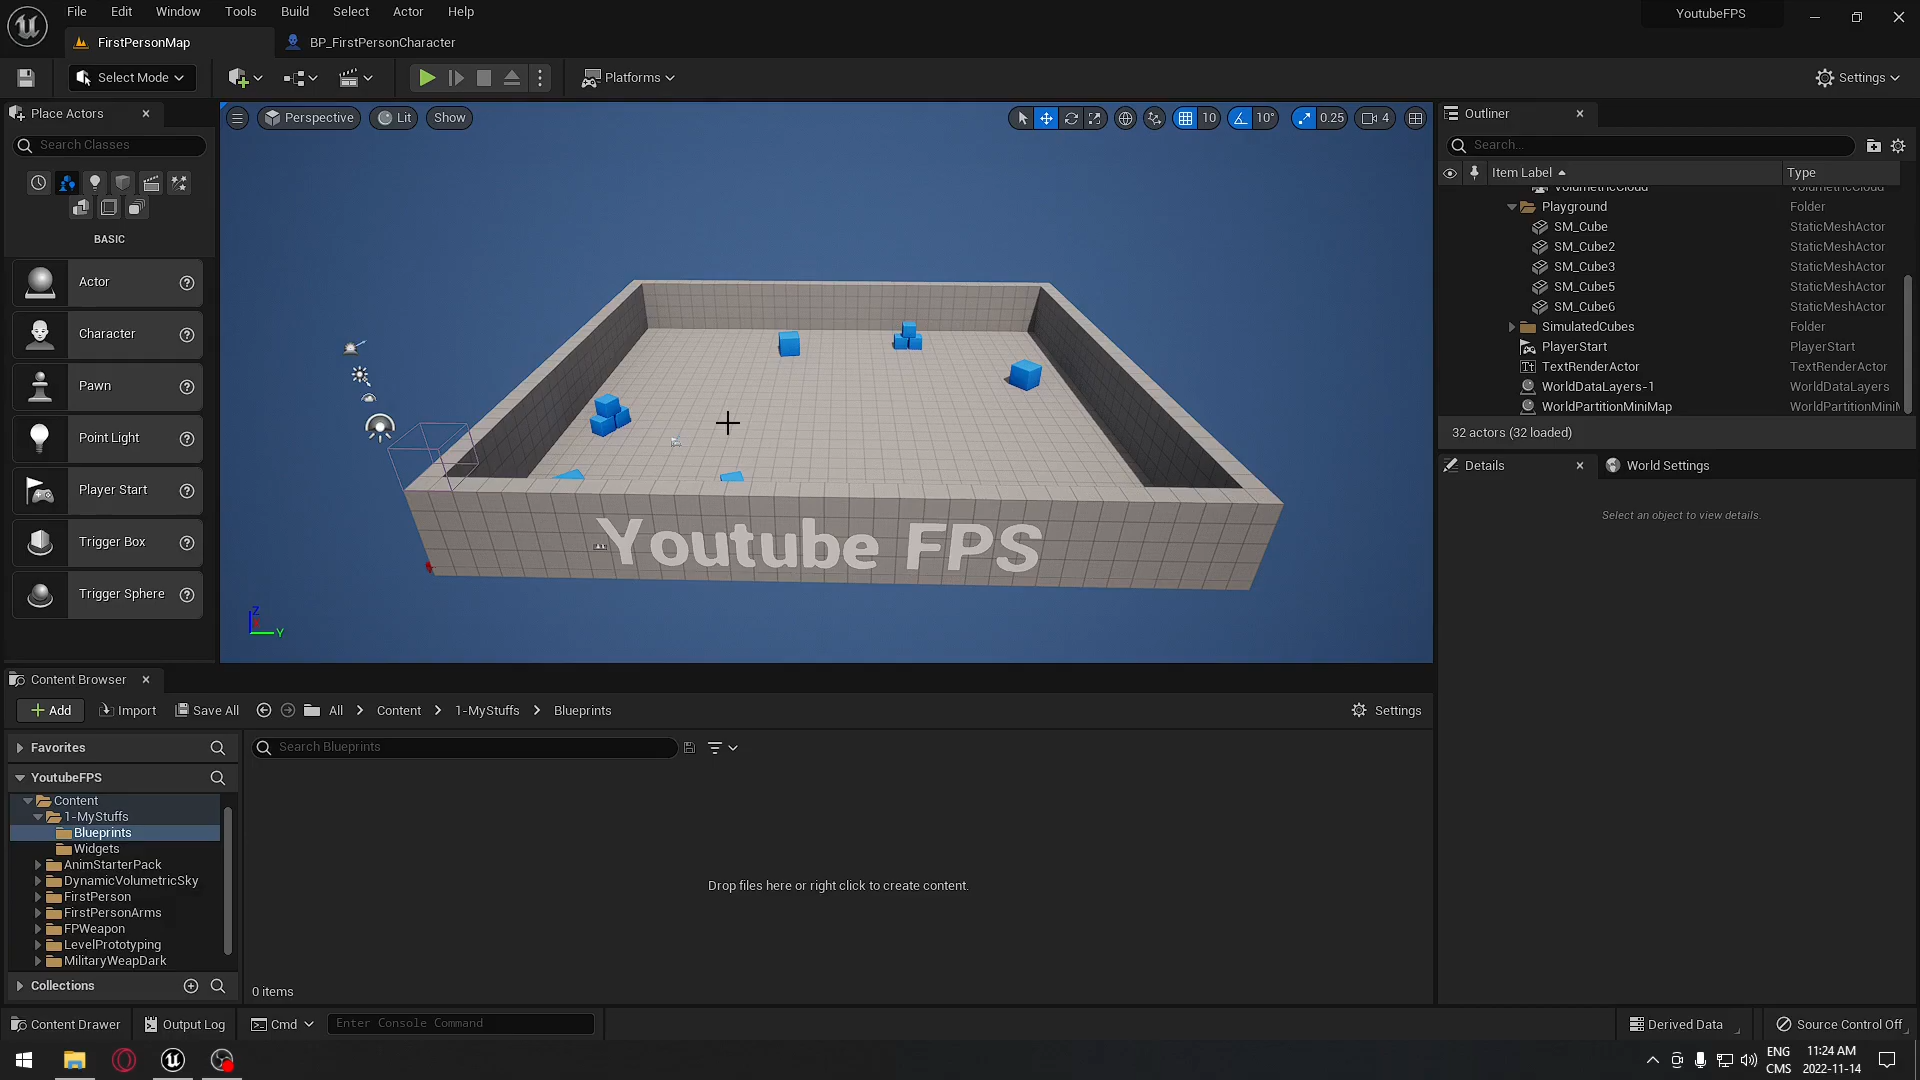 File Edit Window Tools Build Select Actor Help
YoutubeFPS
FirstPersonMap
BP_FirstPersonCharacter
Select Mode
Platforms
Settings
Place Actors
Search Classes
BASIC
Actor
Character
Pawn
Point Light
Player Start
Trigger Box
Trigger Sphere
Perspective
Lit
Show
10
10°
0.25
4
Youtube FPS
Z
Y
Outliner
Search...
Item Label
Type
VolumetricCloud VolumetricCloud
Playground Folder
SM_Cube StaticMeshActor
SM_Cube2 StaticMeshActor
SM_Cube3 StaticMeshActor
SM_Cube5 StaticMeshActor
SM_Cube6 StaticMeshActor
SimulatedCubes Folder
PlayerStart PlayerStart
TextRenderActor TextRenderActor
WorldDataLayers-1 WorldDataLayers
WorldPartitionMiniMap WorldPartitionMiniM
32 actors (32 loaded)
Details
World Settings
Select an object to view details.
Content Browser
Add
Import
Save All
All > Content > 1-MyStuffs > Blueprints
Settings
Favorites
YoutubeFPS
Content
1-MyStuffs
Blueprints
Widgets
AnimStarterPack
DynamicVolumetricSky
FirstPerson
FirstPersonArms
FPWeapon
LevelPrototyping
MilitaryWeapDark
Collections
Search Blueprints
Drop files here or right click to create content.
0 items
Content Drawer
Output Log
Cmd
Enter Console Command
Derived Data
Source Control Off
ENG
CMS
11:24 AM
2022-11-14